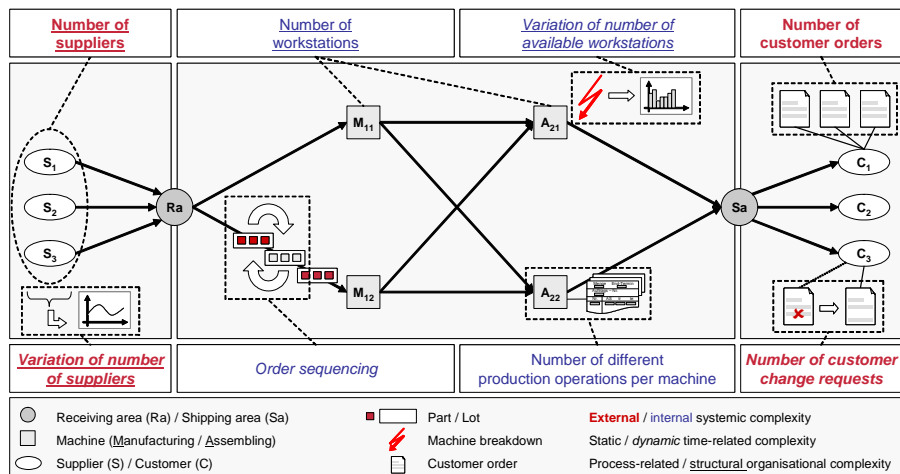 Number of
suppliers
Number of
workstations
Variation of number of
available workstations
Number of
customer orders
M11
A21
S1
C1
S2
Ra
Sa
C2
S3
C3
M12
A22
Variation of number
of suppliers
Order sequencing
Number of different
production operations per machine
Number of customer
change requests
Receiving area (Ra) / Shipping area (Sa)
Part / Lot
External / internal systemic complexity
Machine (Manufacturing / Assembling)
Machine breakdown
Static / dynamic time-related complexity
Supplier (S) / Customer (C)
Customer order
Process-related / structural organisational complexity